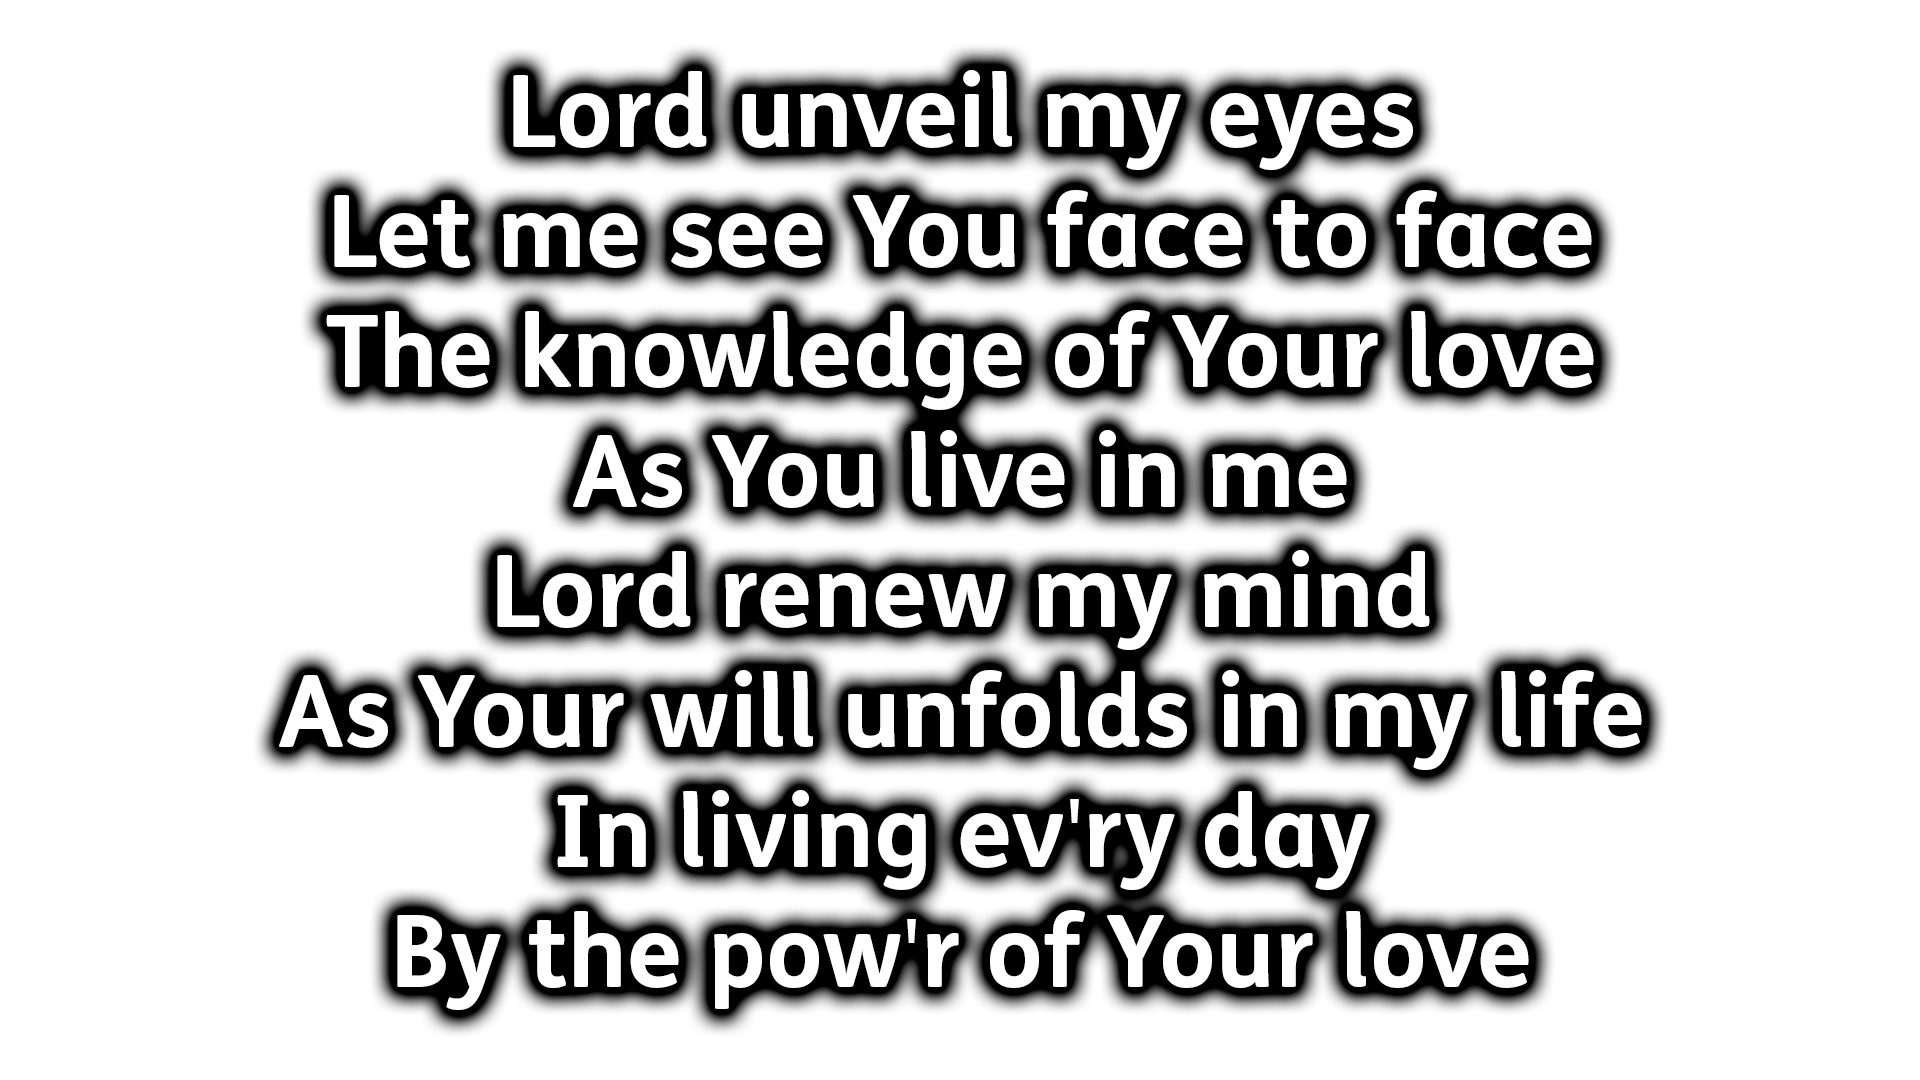 Lord unveil my eyes
Let me see You face to face
The knowledge of Your love
As You live in me
Lord renew my mind
As Your will unfolds in my life
In living ev'ry day
By the pow'r of Your love